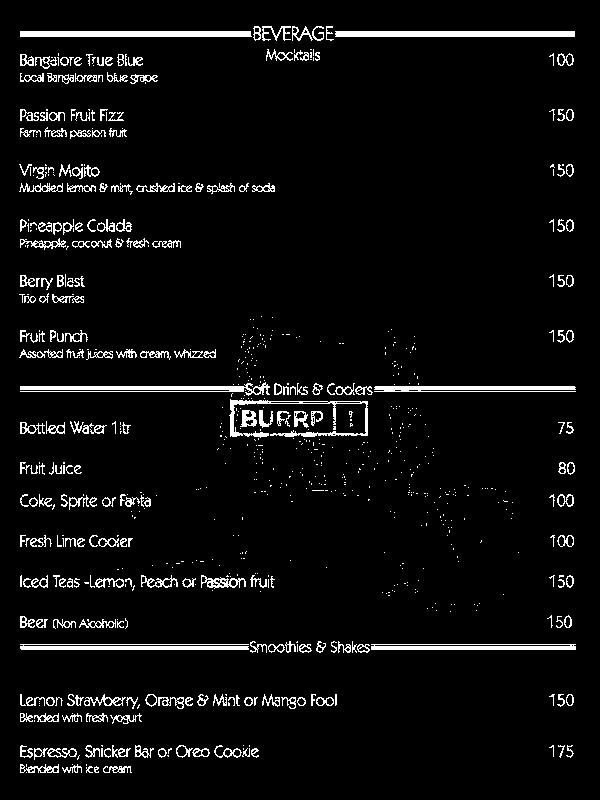 BEVERAGE
Mocktails
Bangalore True Blue 100
Local Bangalorean blue grape
Passion Fruit Fizz 150
Farm fresh passion fruit
Virgin Mojito 150
Muddled lemon & mint, crushed ice & splash of soda
Pineapple Colada 150
Pineapple, coconut & fresh cream
Berry Blast 150
Trio of berries
Fruit Punch 150
Assorted fruit juices with cream, whizzed
Soft Drinks & Coolers
BURRP !
Bottled Water 1ltr 75
Fruit Juice 80
Coke, Sprite or Fanta 100
Fresh Lime Cooler 100
Iced Teas -Lemon, Peach or Passion fruit 150
Beer (Non Alcoholic) 150
Smoothies & Shakes
Lemon Strawberry, Orange & Mint or Mango Fool 150
Blended with fresh yogurt
Espresso, Snicker Bar or Oreo Cookie 175
Blended with ice cream